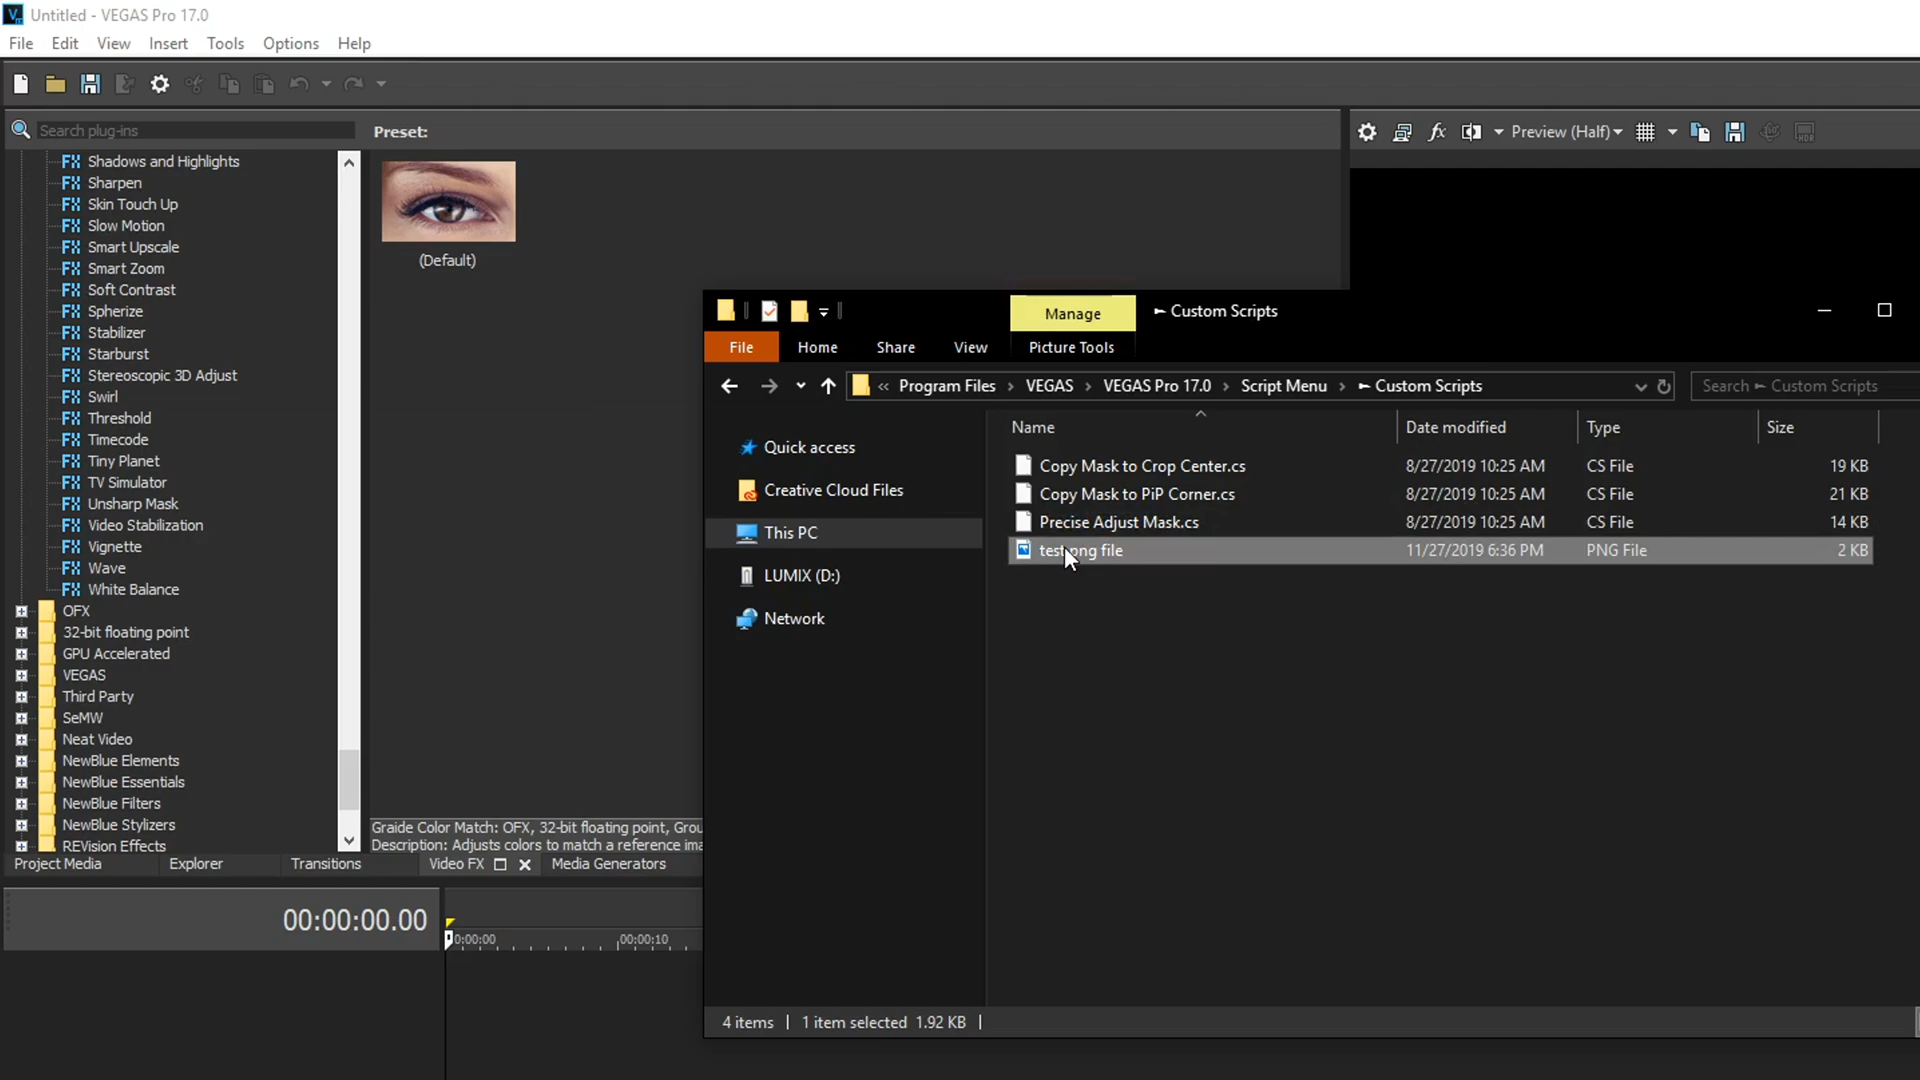 Untitled - VEGAS Pro 17.0
File Edit View Insert Tools Options Help
Search plug-ins
Preset:
Preview (Half)
Shadows and Highlights
Sharpen
Skin Touch Up
Slow Motion
Smart Upscale
Smart Zoom
Soft Contrast
Spherize
Stabilizer
Starburst
Stereoscopic 3D Adjust
Swirl
Threshold
Timecode
Tiny Planet
TV Simulator
Unsharp Mask
Video Stabilization
Vignette
Wave
White Balance
OFX
32-bit floating point
GPU Accelerated
VEGAS
Third Party
SeMW
Neat Video
NewBlue Elements
NewBlue Essentials
NewBlue Filters
NewBlue Stylizers
REVision Effects
(Default)
Graide Color Match: OFX, 32-bit floating point, Grou
Description: Adjusts colors to match a reference ima
Project Media Explorer Transitions Video FX Media Generators
00:00:00.00
0:00:00 00:00:10
Manage Custom Scripts
File Home Share View Picture Tools
« Program Files › VEGAS › VEGAS Pro 17.0 › Script Menu › Custom Scripts
Search Custom Scripts
Quick access
Creative Cloud Files
This PC
LUMIX (D:)
Network
Name Date modified Type Size
Copy Mask to Crop Center.cs 8/27/2019 10:25 AM CS File 19 KB
Copy Mask to PiP Corner.cs 8/27/2019 10:25 AM CS File 21 KB
Precise Adjust Mask.cs 8/27/2019 10:25 AM CS File 14 KB
test png file 11/27/2019 6:36 PM PNG File 2 KB
4 items 1 item selected 1.92 KB